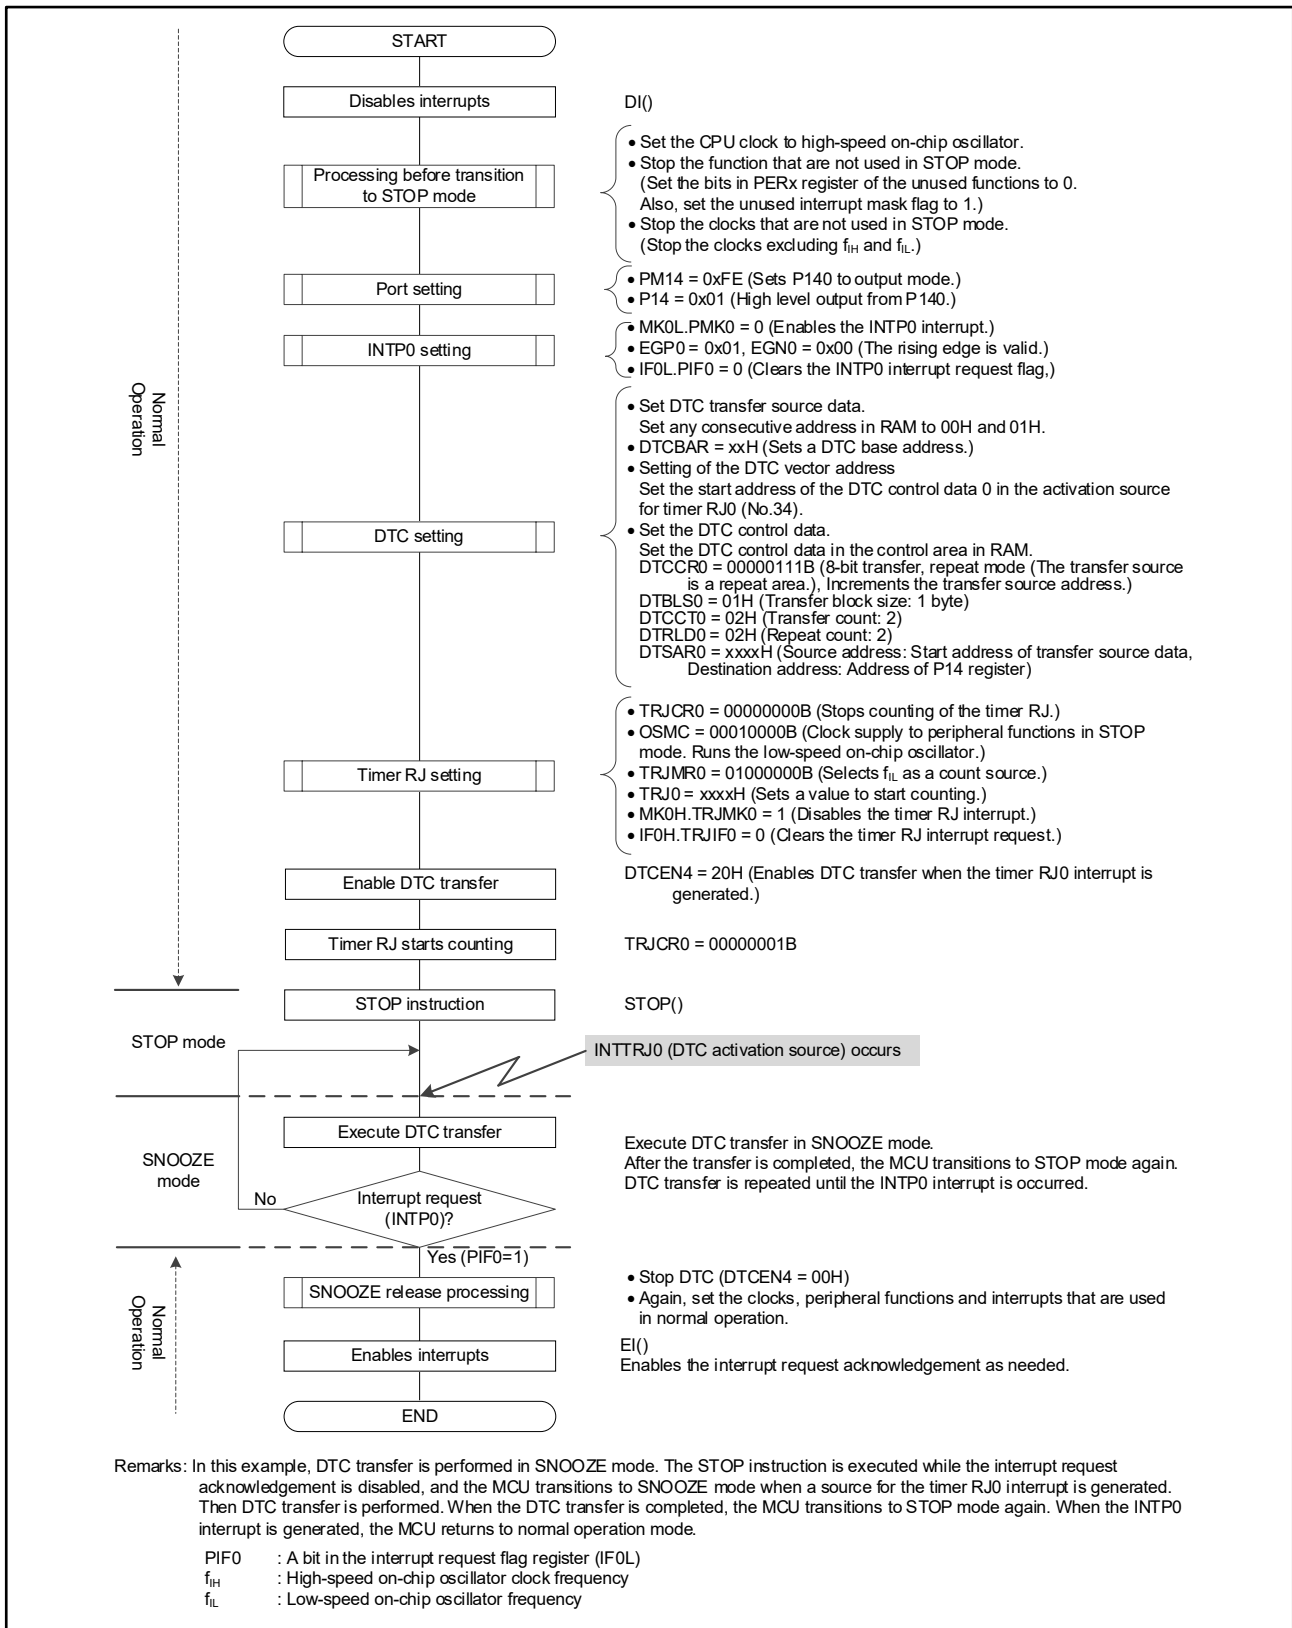 START
Disables interrupts
DI()
Processing before transition
to STOP mode
• Set the CPU clock to high-speed on-chip oscillator.
• Stop the function that are not used in STOP mode.
(Set the bits in PERx register of the unused functions to 0.
Also, set the unused interrupt mask flag to 1.)
• Stop the clocks that are not used in STOP mode.
(Stop the clocks excluding fIH and fIL.)
Port setting
• PM14 = 0xFE (Sets P140 to output mode.)
• P14 = 0x01 (High level output from P140.)
INTP0 setting
• MK0L.PMK0 = 0 (Enables the INTP0 interrupt.)
• EGP0 = 0x01, EGN0 = 0x00 (The rising edge is valid.)
• IF0L.PIF0 = 0 (Clears the INTP0 interrupt request flag,)
Normal
Operation
DTC setting
• Set DTC transfer source data.
Set any consecutive address in RAM to 00H and 01H.
• DTCBAR = xxH (Sets a DTC base address.)
• Setting of the DTC vector address
Set the start address of the DTC control data 0 in the activation source
for timer RJ0 (No.34).
• Set the DTC control data.
Set the DTC control data in the control area in RAM.
DTCCR0 = 00000111B (8-bit transfer, repeat mode (The transfer source
is a repeat area.), Increments the transfer source address.)
DTBLS0 = 01H (Transfer block size: 1 byte)
DTCCT0 = 02H (Transfer count: 2)
DTRLD0 = 02H (Repeat count: 2)
DTSAR0 = xxxxH (Source address: Start address of transfer source data,
Destination address: Address of P14 register)
Timer RJ setting
• TRJCR0 = 00000000B (Stops counting of the timer RJ.)
• OSMC = 00010000B (Clock supply to peripheral functions in STOP
mode. Runs the low-speed on-chip oscillator.)
• TRJMR0 = 01000000B (Selects fIL as a count source.)
• TRJ0 = xxxxH (Sets a value to start counting.)
• MK0H.TRJMK0 = 1 (Disables the timer RJ interrupt.)
• IF0H.TRJIF0 = 0 (Clears the timer RJ interrupt request.)
Enable DTC transfer
DTCEN4 = 20H (Enables DTC transfer when the timer RJ0 interrupt is
generated.)
Timer RJ starts counting
TRJCR0 = 00000001B
STOP instruction
STOP()
STOP mode
INTTRJ0 (DTC activation source) occurs
Execute DTC transfer
SNOOZE
mode
Execute DTC transfer in SNOOZE mode.
After the transfer is completed, the MCU transitions to STOP mode again.
DTC transfer is repeated until the INTP0 interrupt is occurred.
No
Interrupt request
(INTP0)?
Yes (PIF0=1)
Normal
Operation
SNOOZE release processing
• Stop DTC (DTCEN4 = 00H)
• Again, set the clocks, peripheral functions and interrupts that are used
in normal operation.
Enables interrupts
EI()
Enables the interrupt request acknowledgement as needed.
END
Remarks: In this example, DTC transfer is performed in SNOOZE mode. The STOP instruction is executed while the interrupt request
acknowledgement is disabled, and the MCU transitions to SNOOZE mode when a source for the timer RJ0 interrupt is generated.
Then DTC transfer is performed. When the DTC transfer is completed, the MCU transitions to STOP mode again. When the INTP0
interrupt is generated, the MCU returns to normal operation mode.
PIF0 : A bit in the interrupt request flag register (IF0L)
fIH : High-speed on-chip oscillator clock frequency
fIL : Low-speed on-chip oscillator frequency